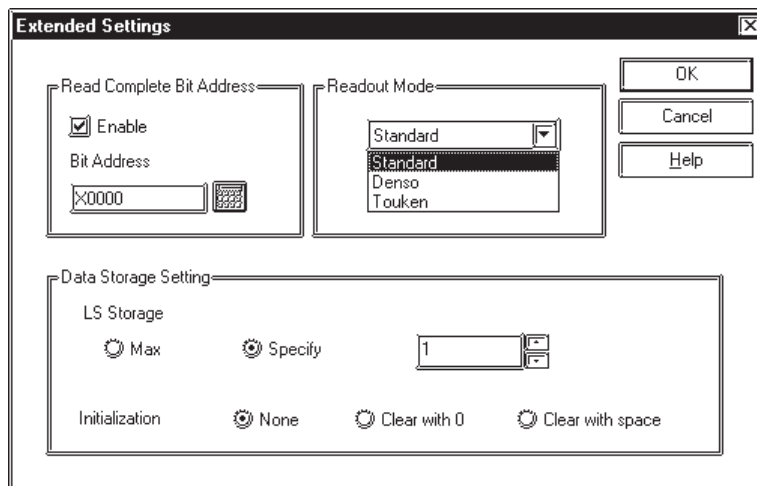 Extended Settings
Read Complete Bit Address
Enable
Bit Address
X0000
Readout Mode
Standard
Standard
Denso
Touken
OK
Cancel
Help
Data Storage Setting
LS Storage
Max Specify 1
Initialization None Clear with 0 Clear with space